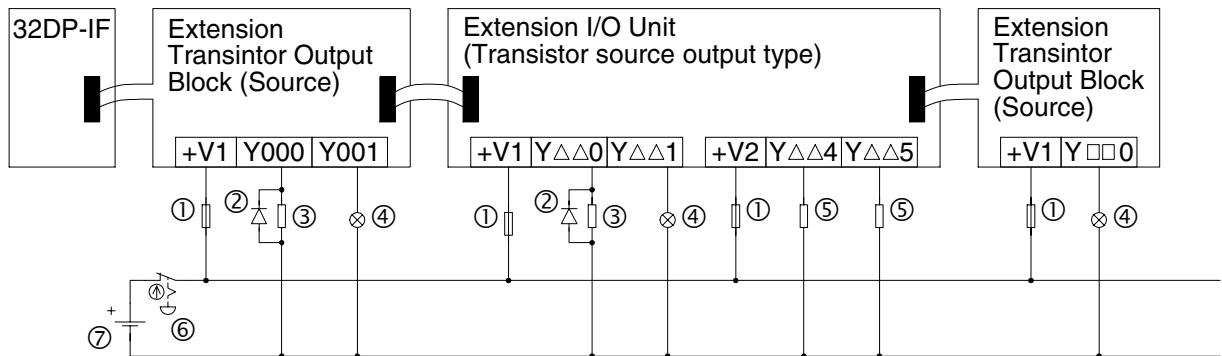 32DP-IF
Extension
Transintor Output
Block (Source)
Extension I/O Unit
(Transistor source output type)
Extension
Transintor
Output Block
(Source)
+V1 Y000 Y001
+V1 Y△△0 Y△△1
+V2 Y△△4 Y△△5
+V1 Y□□0
① ② ③ ④
① ② ③ ④ ① ⑤ ⑤
① ④
+
⑦ ⑥